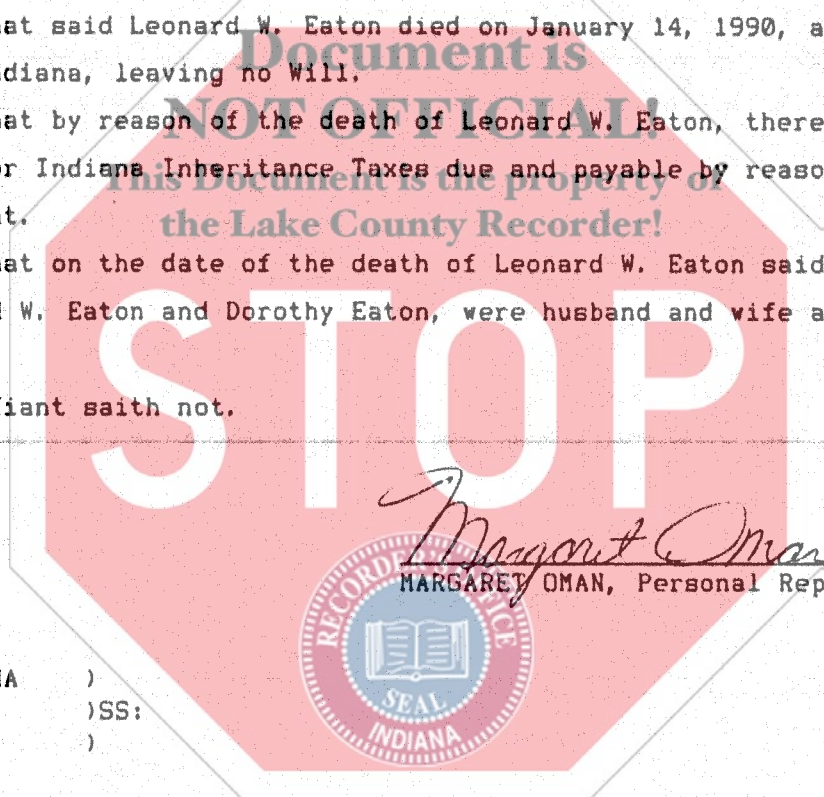 at said Leonard W. Eaton died on January 14, 1990, a
Document is
diana, leaving no Will.
NOT OFFICIAL!
at by reason of the death of Leonard W. Eaton, there
r Indiana Inheritance Taxes due and payable by reaso
This Document is the property of
t.
the Lake County Recorder!
at on the date of the death of Leonard W. Eaton said
W. Eaton and Dorothy Eaton, were husband and wife a
iant saith not.
STOP
Margaret Oman
MARGARET OMAN, Personal Rep
RECORDER'S OFFICE
SEAL
INDIANA
A )
)SS:
)